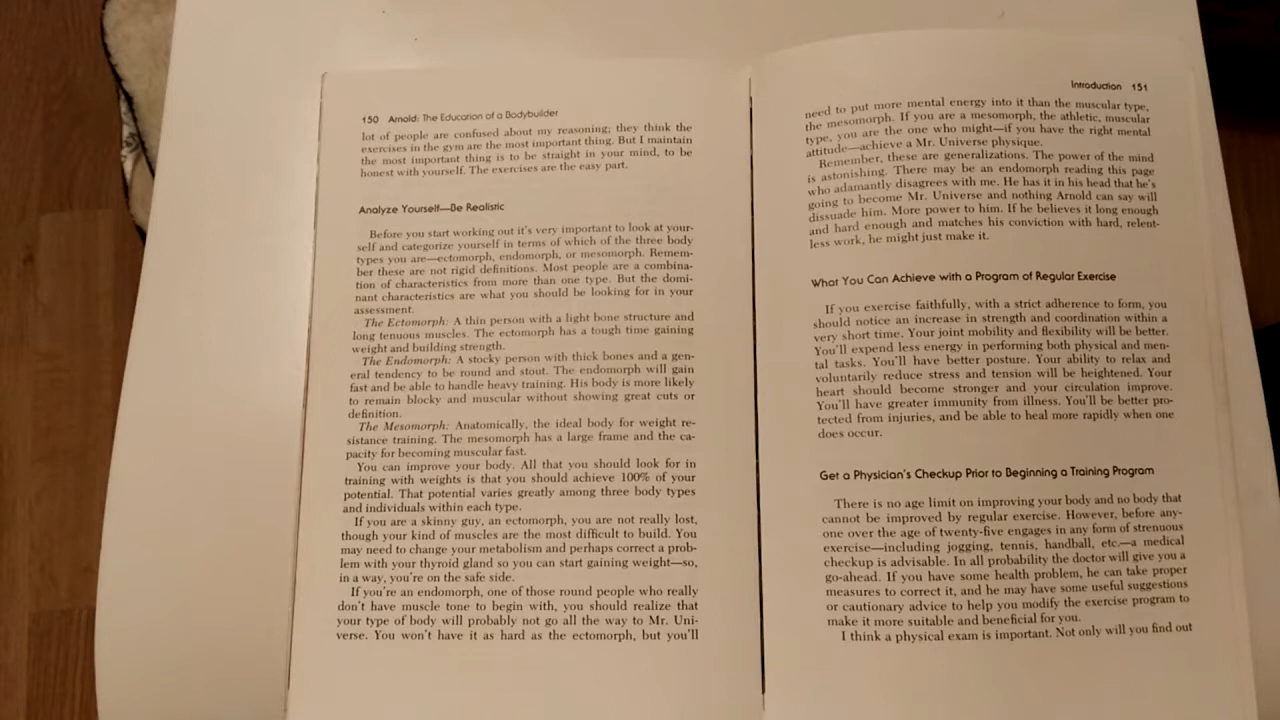 150 Arnold: The Education of a Bodybuilder
lot of people are confused about my reasoning; they think the
exercises in the gym are the most important thing. But I maintain
the most important thing is to be straight in your mind, to be
honest with yourself. The exercises are the easy part.
Analyze Yourself—Be Realistic
Before you start working out it's very important to look at your-
self and categorize yourself in terms of which of the three body
types you are—ectomorph, endomorph, or mesomorph. Remem-
ber these are not rigid definitions. Most people are a combina-
tion of characteristics from more than one type. But the domi-
nant characteristics are what you should be looking for in your
assessment.
The Ectomorph: A thin person with a light bone structure and
long tenuous muscles. The ectomorph has a tough time gaining
weight and building strength.
The Endomorph: A stocky person with thick bones and a gen-
eral tendency to be round and stout. The endomorph will gain
fast and be able to handle heavy training. His body is more likely
to remain blocky and muscular without showing great cuts or
definition.
The Mesomorph: Anatomically, the ideal body for weight re-
sistance training. The mesomorph has a large frame and the ca-
pacity for becoming muscular fast.
You can improve your body. All that you should look for in
training with weights is that you should achieve 100% of your
potential. That potential varies greatly among three body types
and individuals within each type.
If you are a skinny guy, an ectomorph, you are not really lost,
though your kind of muscles are the most difficult to build. You
may need to change your metabolism and perhaps correct a prob-
lem with your thyroid gland so you can start gaining weight—so,
in a way, you're on the safe side.
If you're an endomorph, one of those round people who really
don't have muscle tone to begin with, you should realize that
your type of body will probably not go all the way to Mr. Uni-
verse. You won't have it as hard as the ectomorph, but you'll
Introduction 151
need to put more mental energy into it than the muscular type,
the mesomorph. If you are a mesomorph, the athletic, muscular
type, you are the one who might—if you have the right mental
attitude—achieve a Mr. Universe physique.
Remember, these are generalizations. The power of the mind
is astonishing. There may be an endomorph reading this page
who adamantly disagrees with me. He has it in his head that he's
going to become Mr. Universe and nothing Arnold can say will
dissuade him. More power to him. If he believes it long enough
and hard enough and matches his conviction with hard, relent-
less work, he might just make it.
What You Can Achieve with a Program of Regular Exercise
If you exercise faithfully, with a strict adherence to form, you
should notice an increase in strength and coordination within a
very short time. Your joint mobility and flexibility will be better.
You'll expend less energy in performing both physical and men-
tal tasks. You'll have better posture. Your ability to relax and
voluntarily reduce stress and tension will be heightened. Your
heart should become stronger and your circulation improve.
You'll have greater immunity from illness. You'll be better pro-
tected from injuries, and be able to heal more rapidly when one
does occur.
Get a Physician's Checkup Prior to Beginning a Training Program
There is no age limit on improving your body and no body that
cannot be improved by regular exercise. However, before any-
one over the age of twenty-five engages in any form of strenuous
exercise—including jogging, tennis, handball, etc.—a medical
checkup is advisable. In all probability the doctor will give you a
go-ahead. If you have some health problem, he can take proper
measures to correct it, and he may have some useful suggestions
or cautionary advice to help you modify the exercise program to
make it more suitable and beneficial for you.
I think a physical exam is important. Not only will you find out